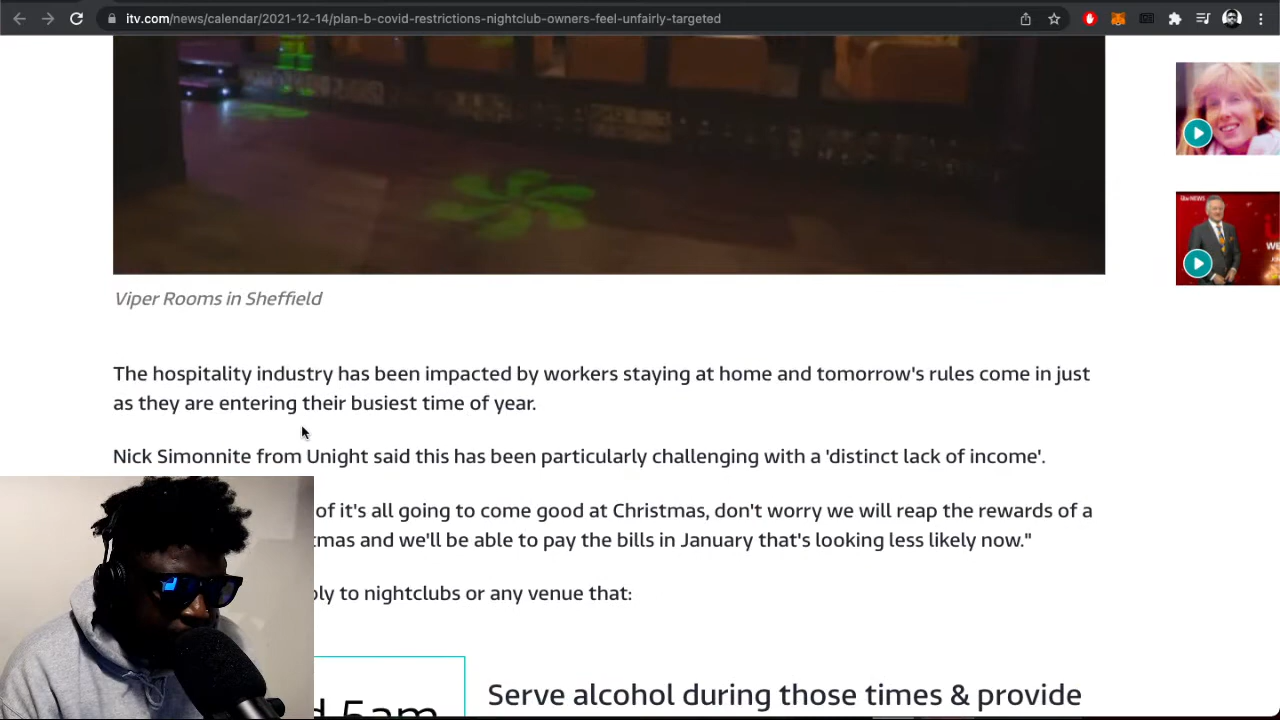 itv.com/news/calendar/2021-12-14/plan-b-covid-restrictions-nightclub-owners-feel-unfairly-targeted
Viper Rooms in Sheffield
The hospitality industry has been impacted by workers staying at home and tomorrow's rules come in just
as they are entering their busiest time of year.
Nick Simonnite from Unight said this has been particularly challenging with a 'distinct lack of income'.
of it's all going to come good at Christmas, don't worry we will reap the rewards of a
and we'll be able to pay the bills in January that's looking less likely now."
to nightclubs or any venue that:
5am
Serve alcohol during those times & provide